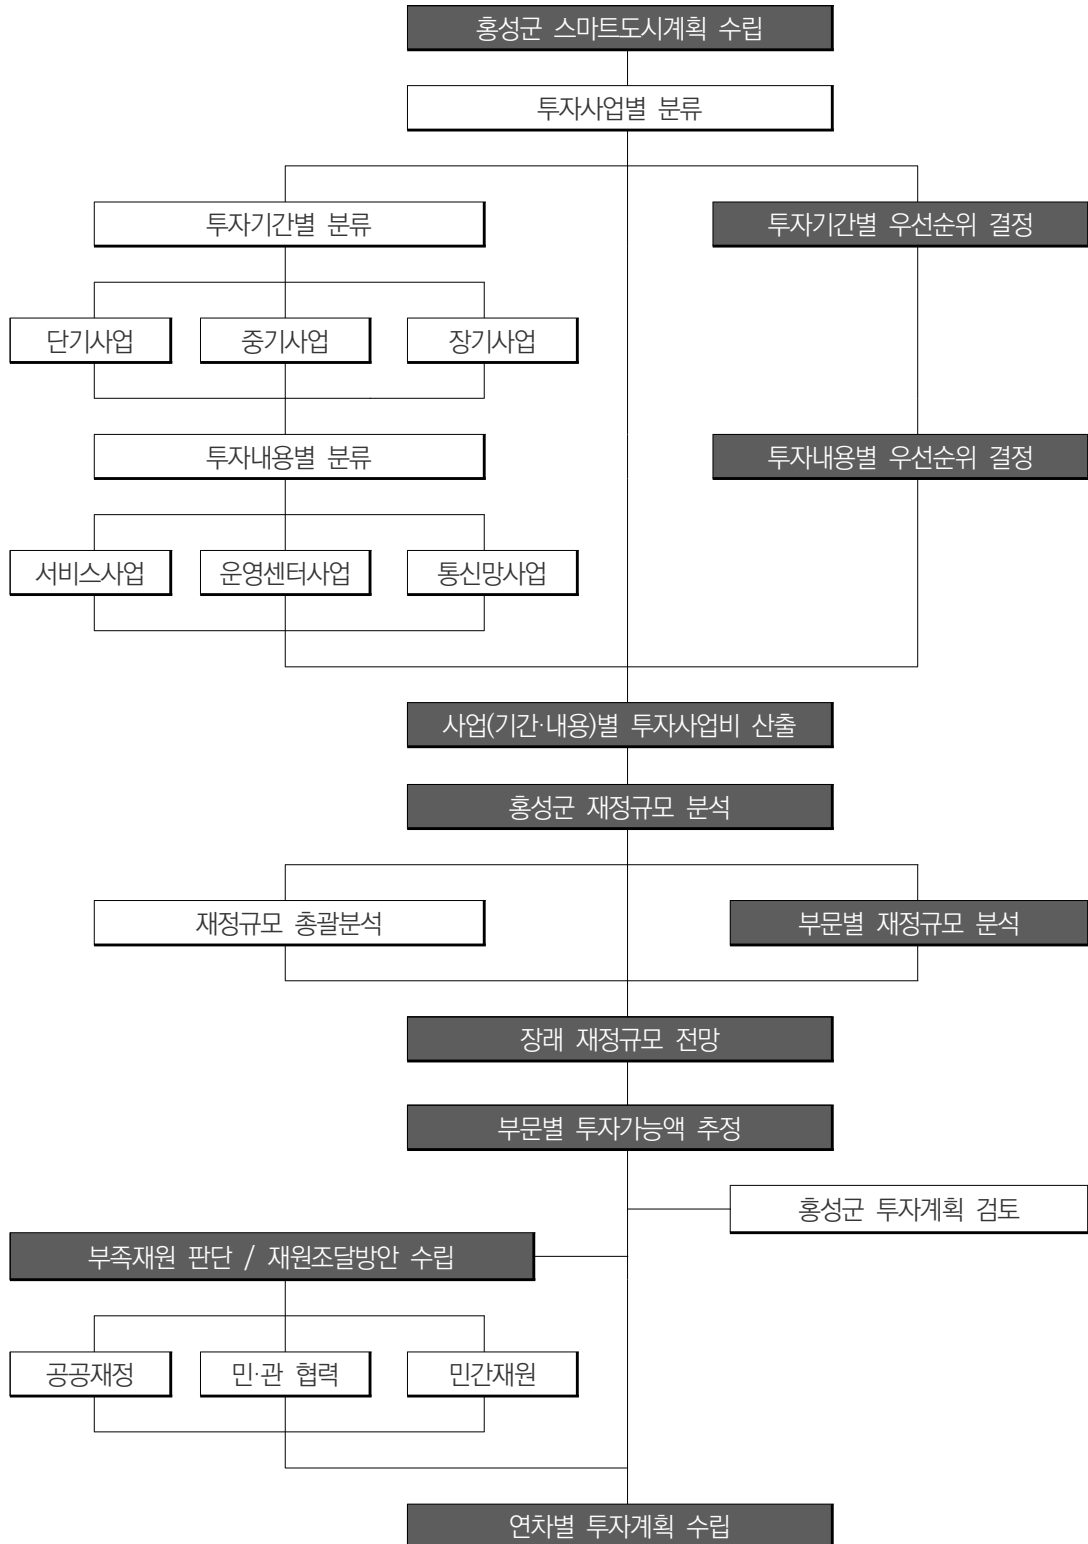 홍성군 스마트도시계획 수립
투자사업별 분류
투자기간별 분류
투자기간별 우선순위 결정
단기사업
중기사업
장기사업
투자내용별 분류
투자내용별 우선순위 결정
서비스사업
운영센터사업
통신망사업
사업(기간·내용)별 투자사업비 산출
홍성군 재정규모 분석
재정규모 총괄분석
부문별 재정규모 분석
장래 재정규모 전망
부문별 투자가능액 추정
홍성군 투자계획 검토
부족재원 판단 / 재원조달방안 수립
공공재정
민·관 협력
민간재원
연차별 투자계획 수립